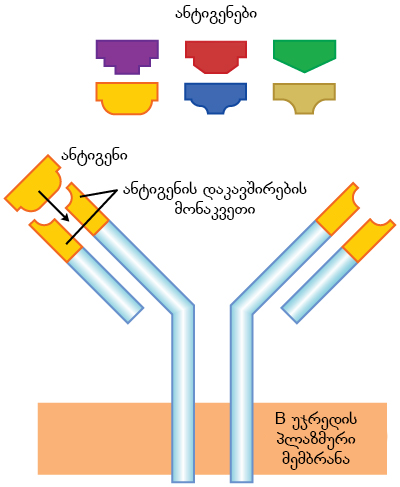 ანტიგენები
ანტიგენი
ანტიგენის დაკავშირების
მონაკვეთი
B უჯრედის
პლაზმური
მემბრანა